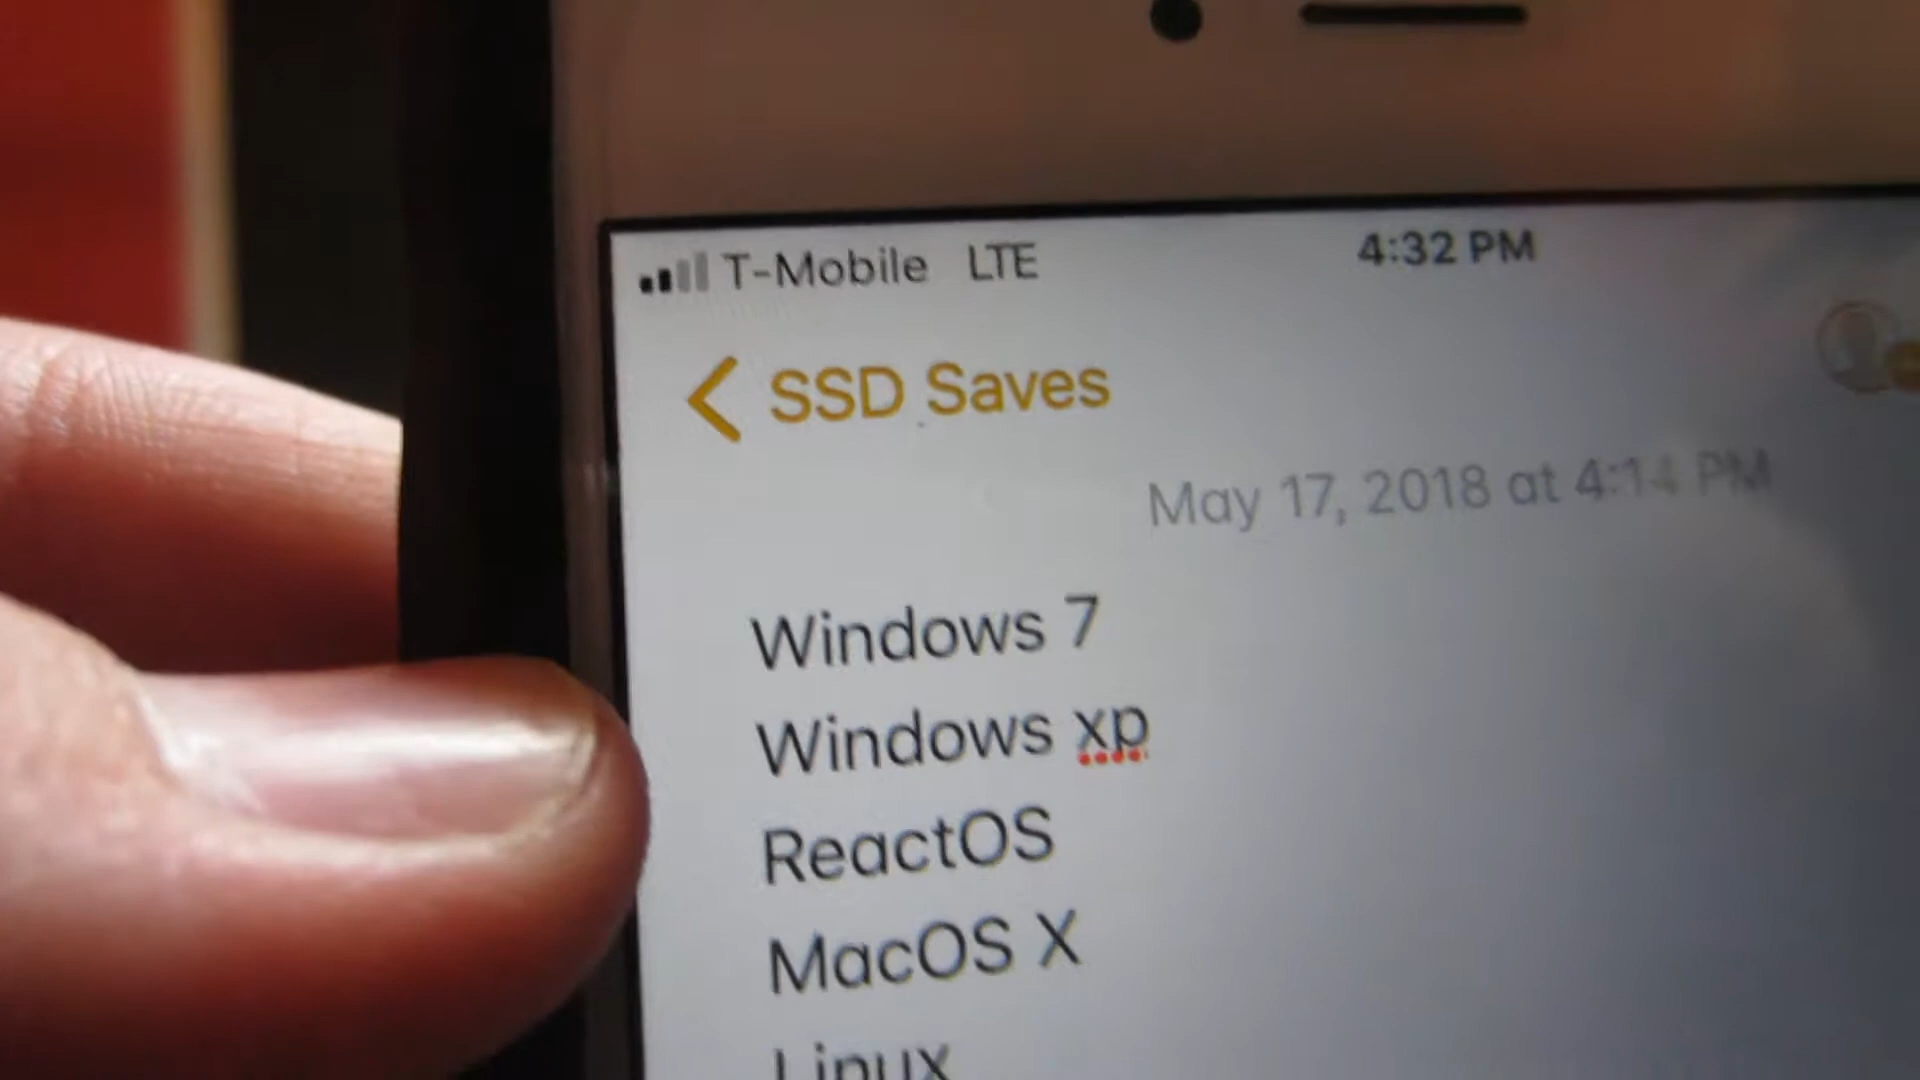 T-Mobile LTE 4:32 PM
SSD Saves
May 17, 2018 at 4:14 PM
Windows 7
Windows xp
ReactOS
MacOS X
Linux